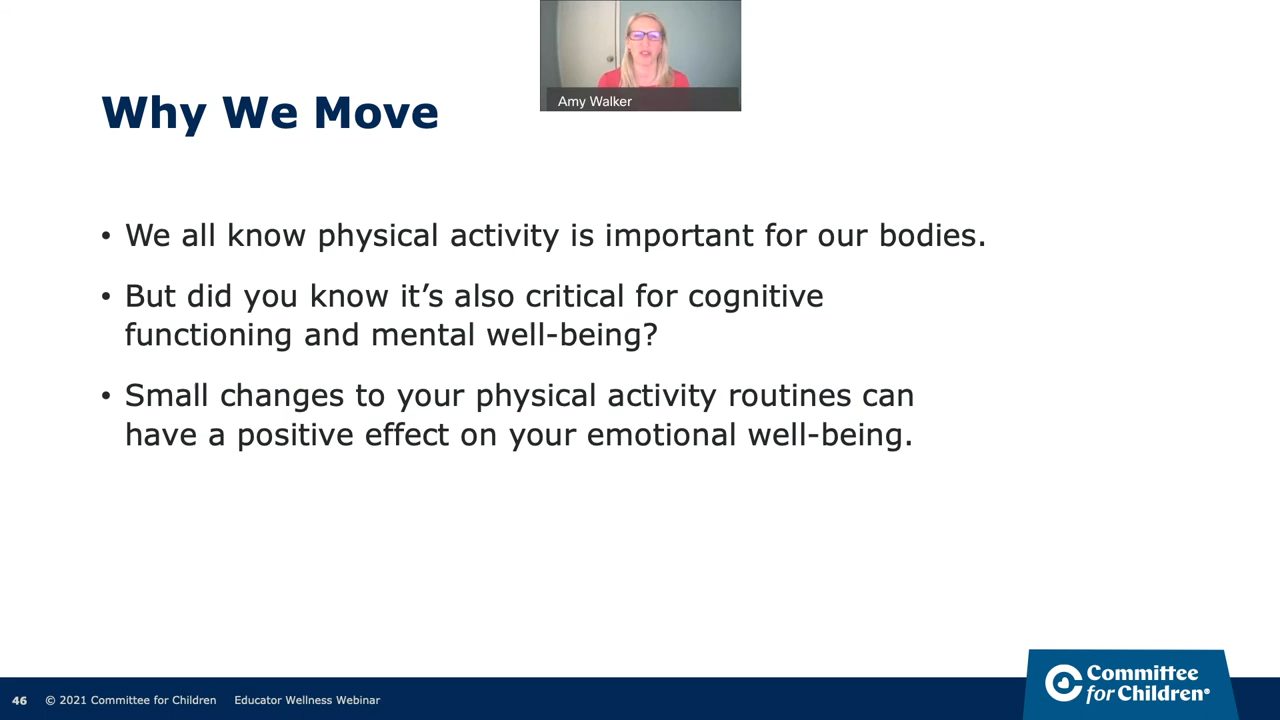 Amy Walker
Why We Move
• We all know physical activity is important for our bodies.
• But did you know it’s also critical for cognitive
functioning and mental well-being?
• Small changes to your physical activity routines can
have a positive effect on your emotional well-being.
46 © 2021 Committee for Children Educator Wellness Webinar
Committee
for Children®